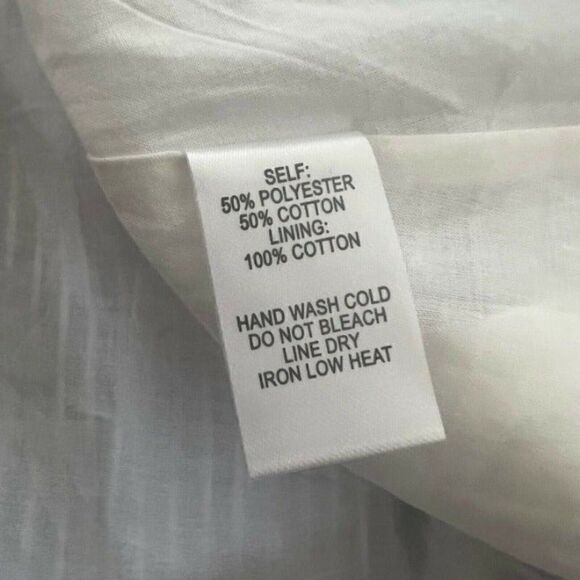 SELF:
50% POLYESTER
50% COTTON
LINING:
100% COTTON
HAND WASH COLD
DO NOT BLEACH
LINE DRY
IRON LOW HEAT